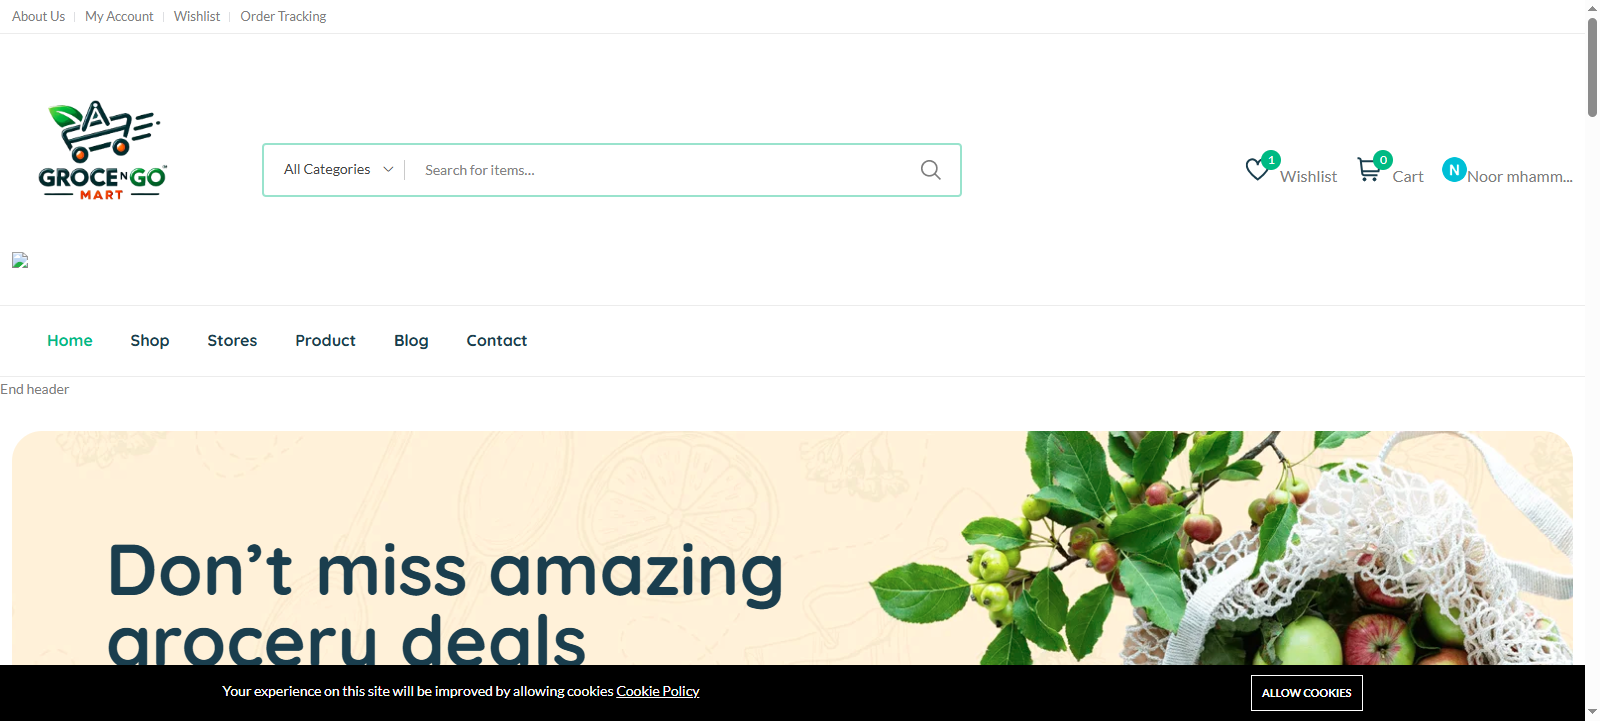 About Us My Account Wishlist Order Tracking
GROCE N GO™
MART
All Categories Search for items...
1 Wishlist 0 Cart N Noor mhamm...
Home Shop Stores Product Blog Contact
End header
Don’t miss amazing
grocery deals
Your experience on this site will be improved by allowing cookies Cookie Policy
ALLOW COOKIES